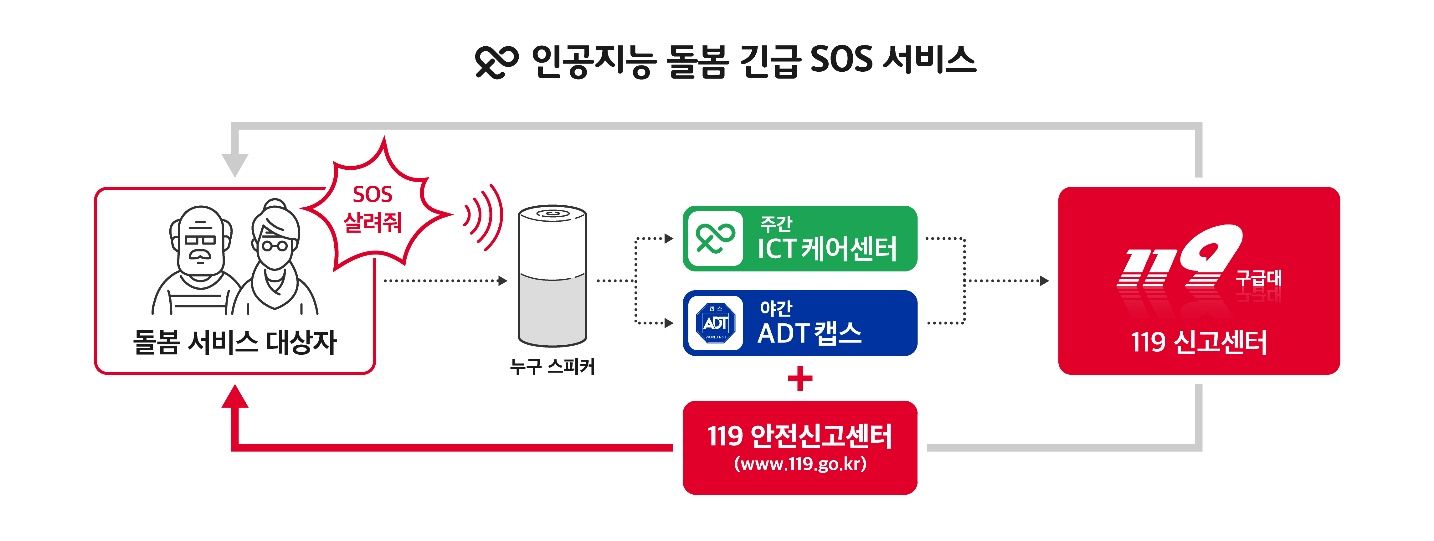 인공지능 돌봄 긴급 SOS 서비스
SOS
살려줘
돌봄 서비스 대상자
누구 스피커
주간
ICT 케어센터
캡스
ADT
야간
ADT 캡스
119 안전신고센터
(www.119.go.kr)
119 구급대
119 신고센터